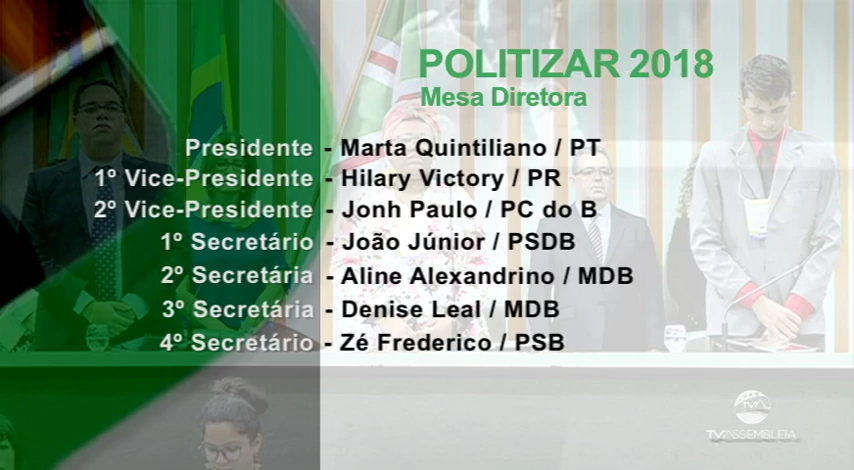 POLITIZAR 2018
Mesa Diretora
Presidente - Marta Quintiliano / PT
1º Vice-Presidente - Hilary Victory / PR
2º Vice-Presidente - Jonh Paulo / PC do B
1º Secretário - João Júnior / PSDB
2º Secretária - Aline Alexandrino / MDB
3º Secretária - Denise Leal / MDB
4º Secretário - Zé Frederico / PSB
TVA
TVASSEMBLEIA